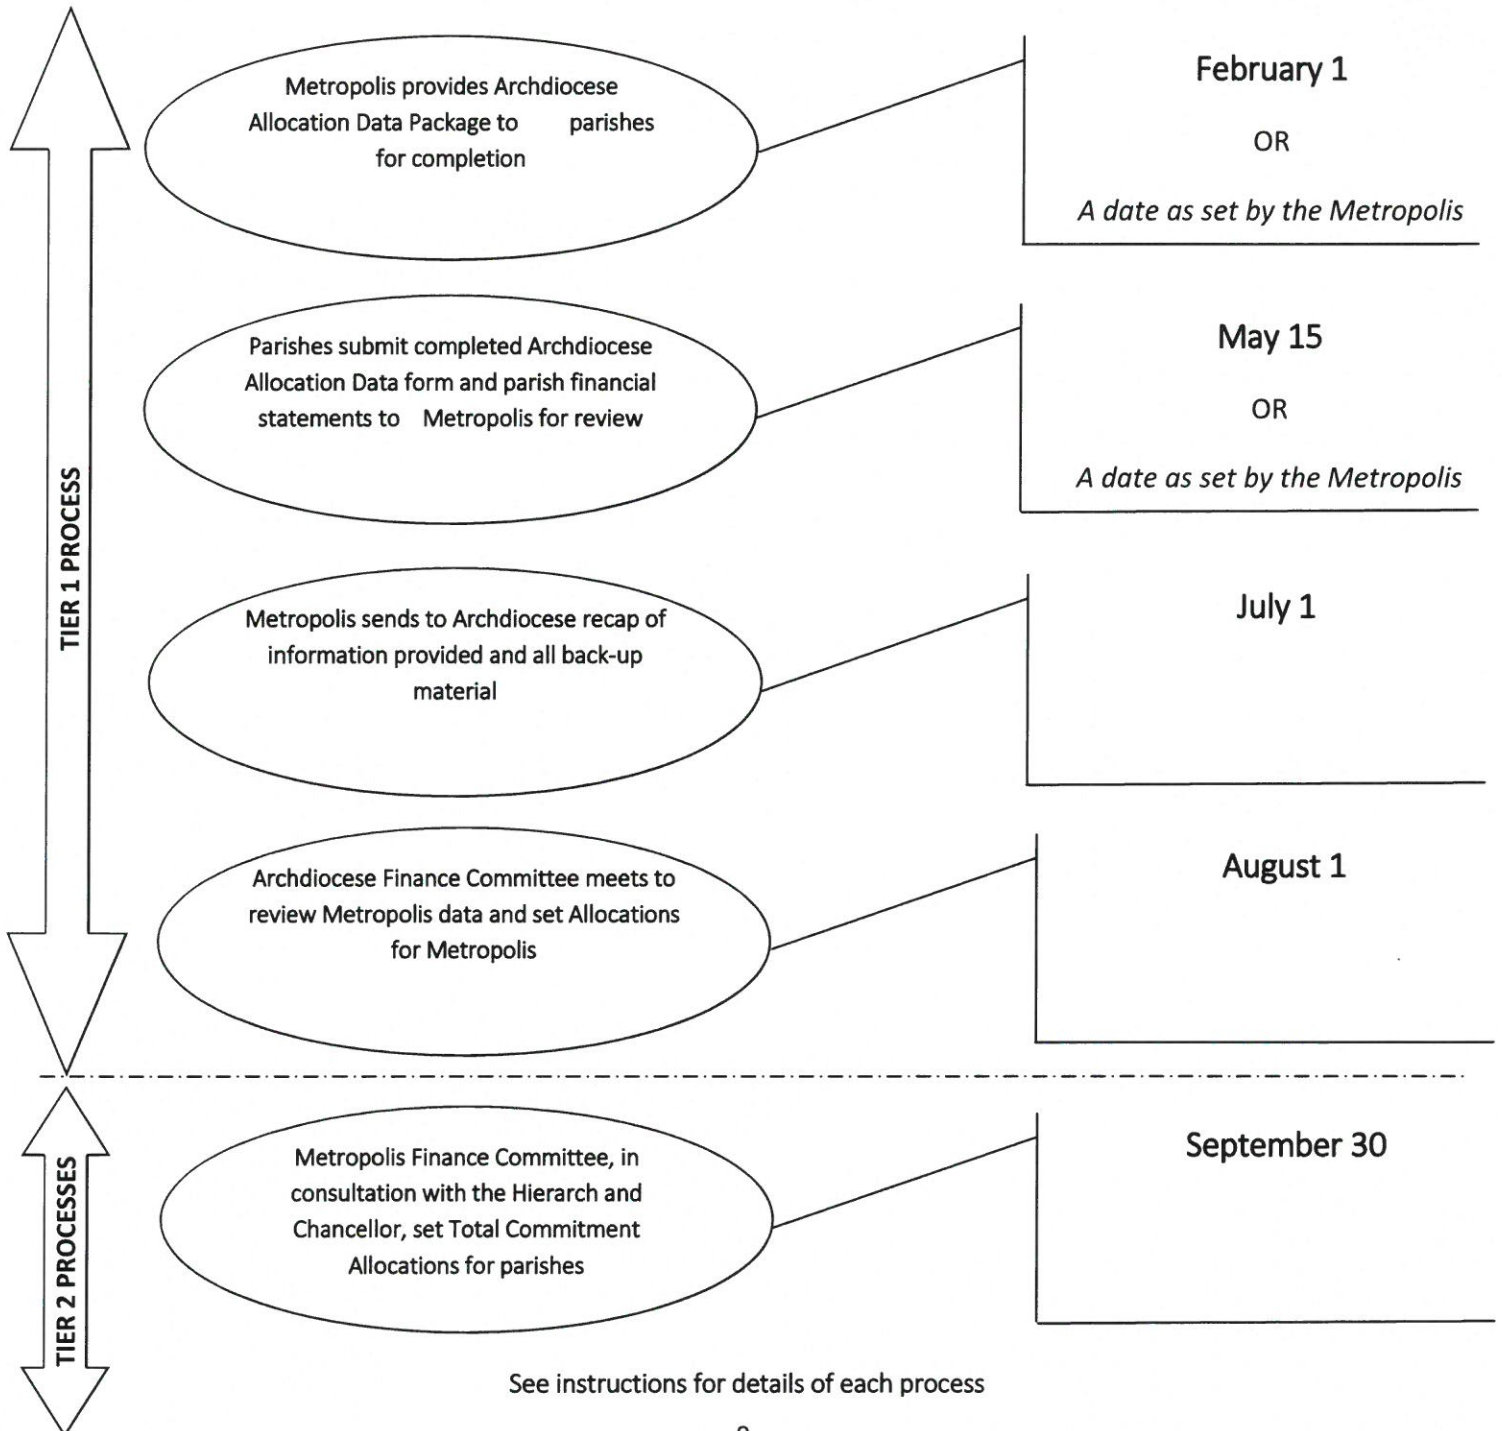 Metropolis provides Archdiocese
Allocation Data Package to parishes
for completion
February 1
OR
A date as set by the Metropolis
Parishes submit completed Archdiocese
Allocation Data form and parish financial
statements to Metropolis for review
May 15
OR
A date as set by the Metropolis
TIER 1 PROCESS
Metropolis sends to Archdiocese recap of
information provided and all back-up
material
July 1
Archdiocese Finance Committee meets to
review Metropolis data and set Allocations
for Metropolis
August 1
TIER 2 PROCESSES
Metropolis Finance Committee, in
consultation with the Hierarch and
Chancellor, set Total Commitment
Allocations for parishes
September 30
See instructions for details of each process